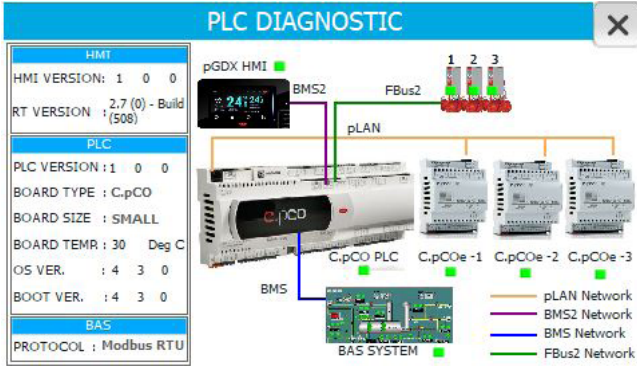 PLC DIAGNOSTIC
HMI
HMI VERSION: 1 0 0
RT VERSION : 2.7 (0) - Build (508)
PLC
PLC VERSION : 1 0 0
BOARD TYPE : C.pCO
BOARD SIZE : SMALL
BOARD TEMP. : 30 Deg C
OS VER. : 4 3 0
BOOT VER. : 4 3 0
BAS
PROTOCOL : Modbus RTU
pGDX HMI
BMS2
FBus2
1 2 3
pLAN
c.pco
C.pCO PLC
C.pCOe -1
C.pCOe -2
C.pCOe -3
BMS
BAS SYSTEM
pLAN Network
BMS2 Network
BMS Network
FBus2 Network